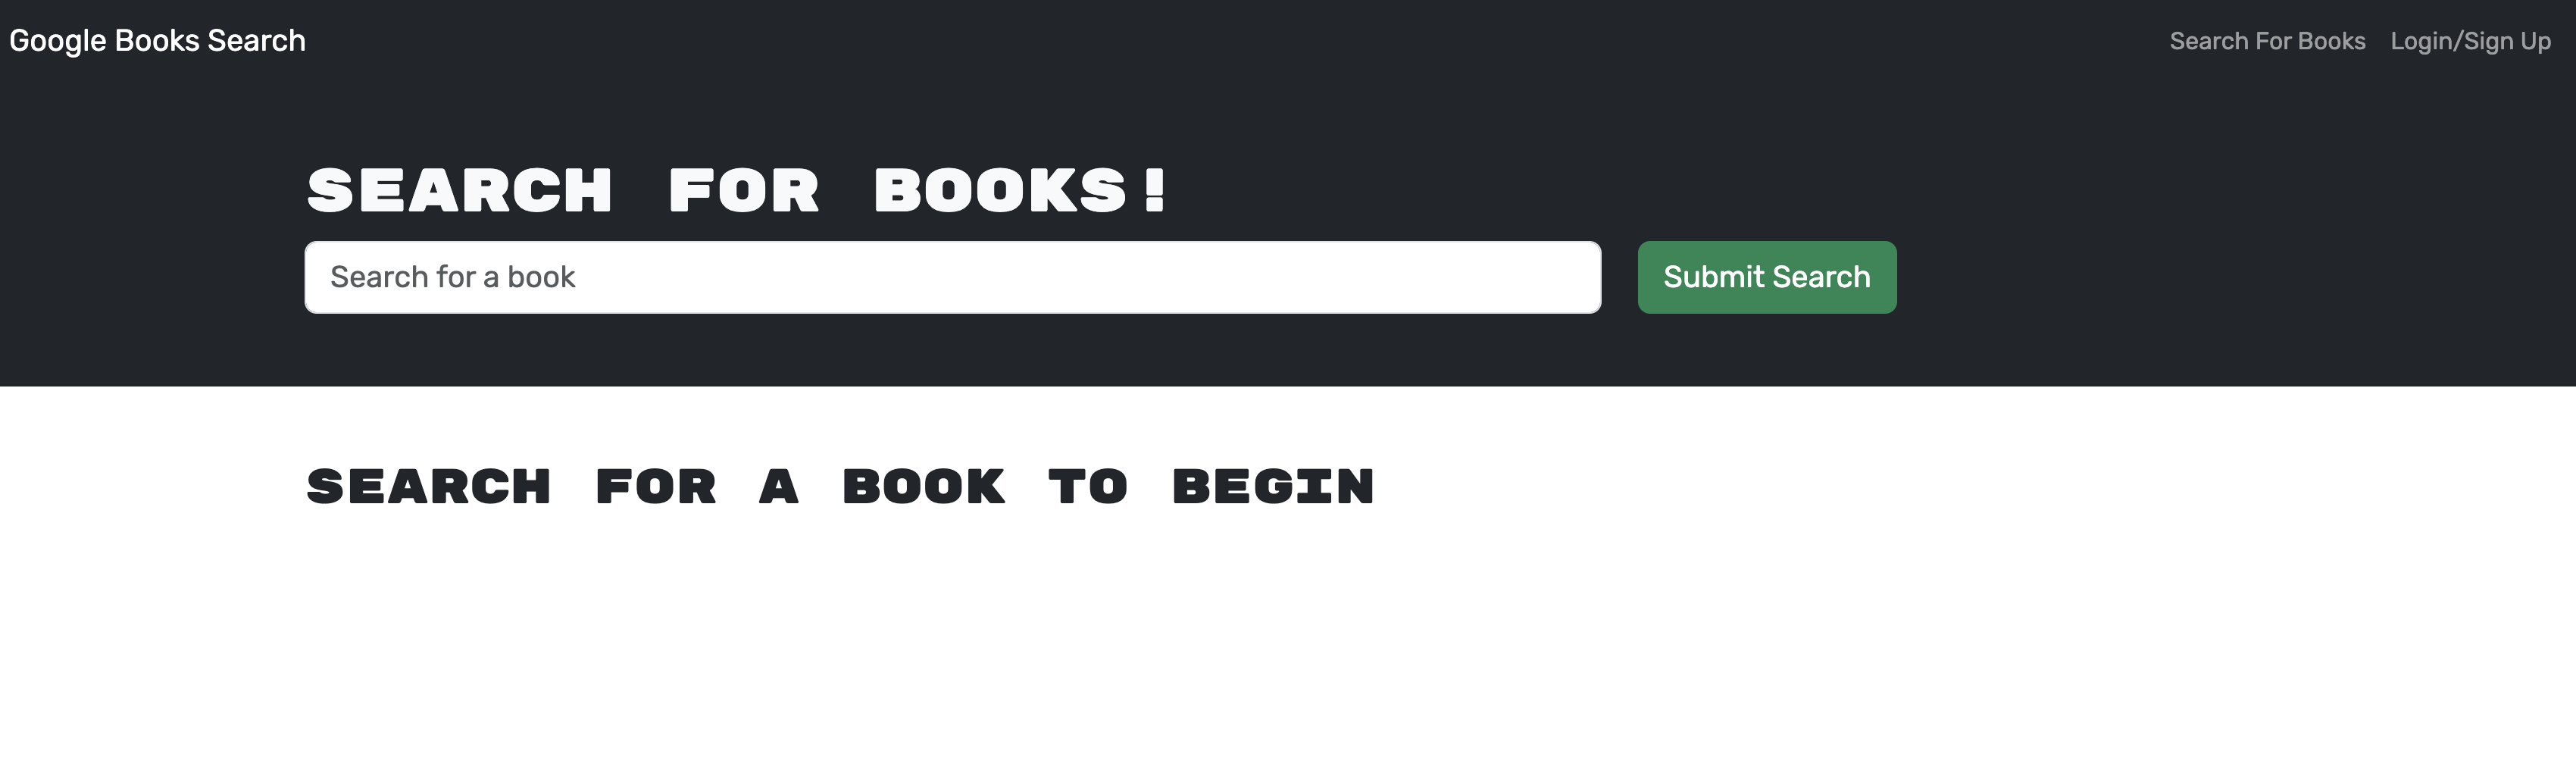 Google Books Search
Search For Books Login/Sign Up
SEARCH FOR BOOKS!
Search for a book
Submit Search
SEARCH FOR A BOOK TO BEGIN